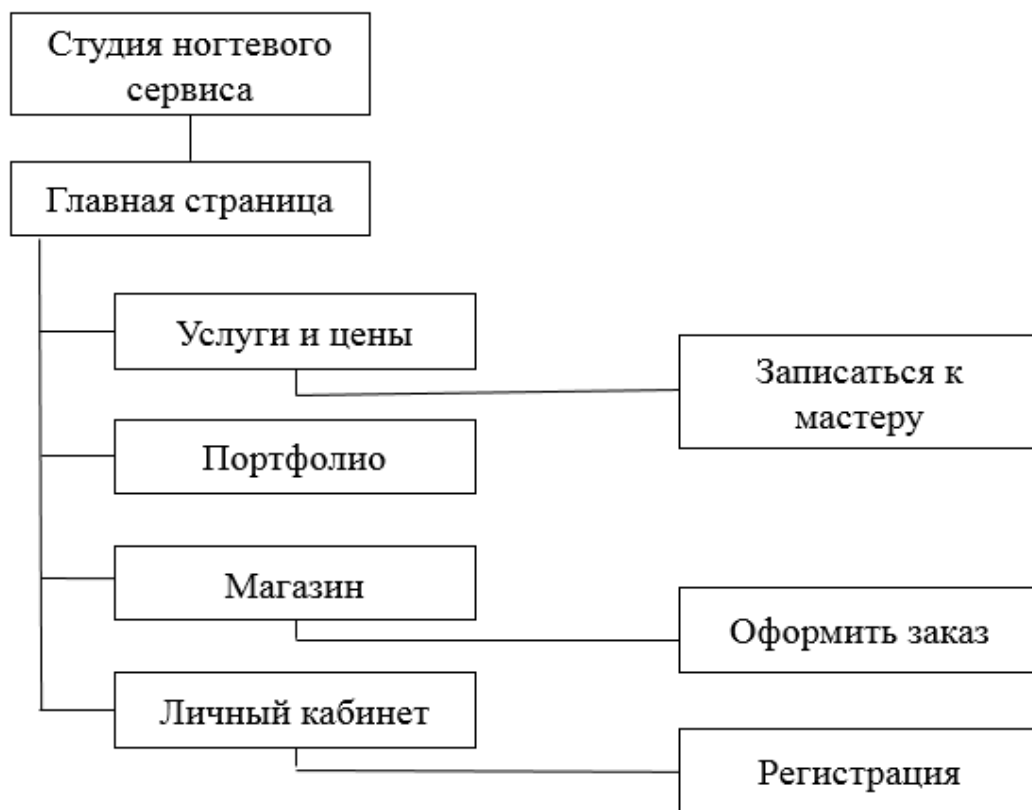 Студия ногтевого
сервиса
Главная страница
Услуги и цены
Записаться к
мастеру
Портфолио
Магазин
Оформить заказ
Личный кабинет
Регистрация